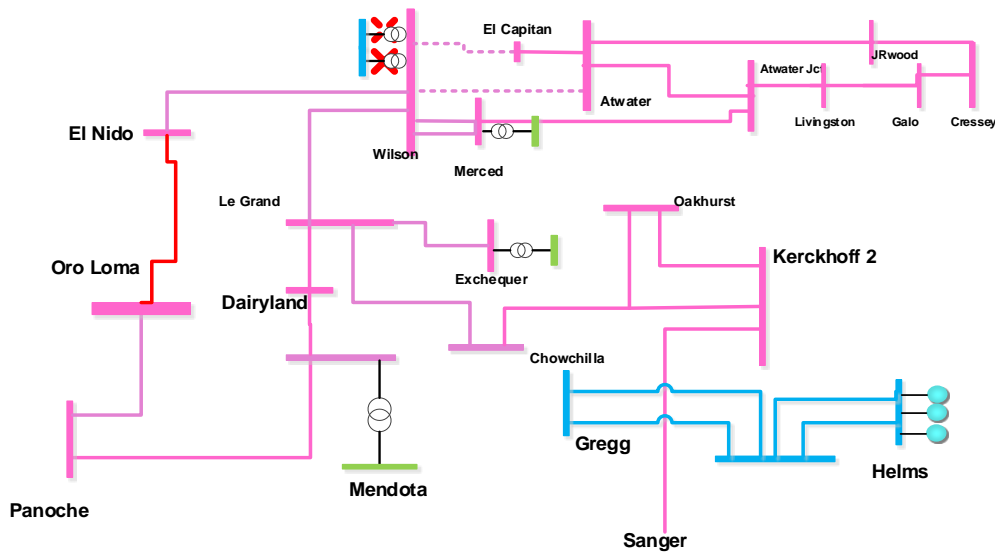 El Capitan
JRwood
Atwater Jct
Atwater
Livingston
Galo
Cressey
El Nido
Wilson
Merced
Le Grand
Oakhurst
Oro Loma
Exchequer
Kerckhoff 2
Dairyland
Chowchilla
Gregg
Helms
Mendota
Panoche
Sanger